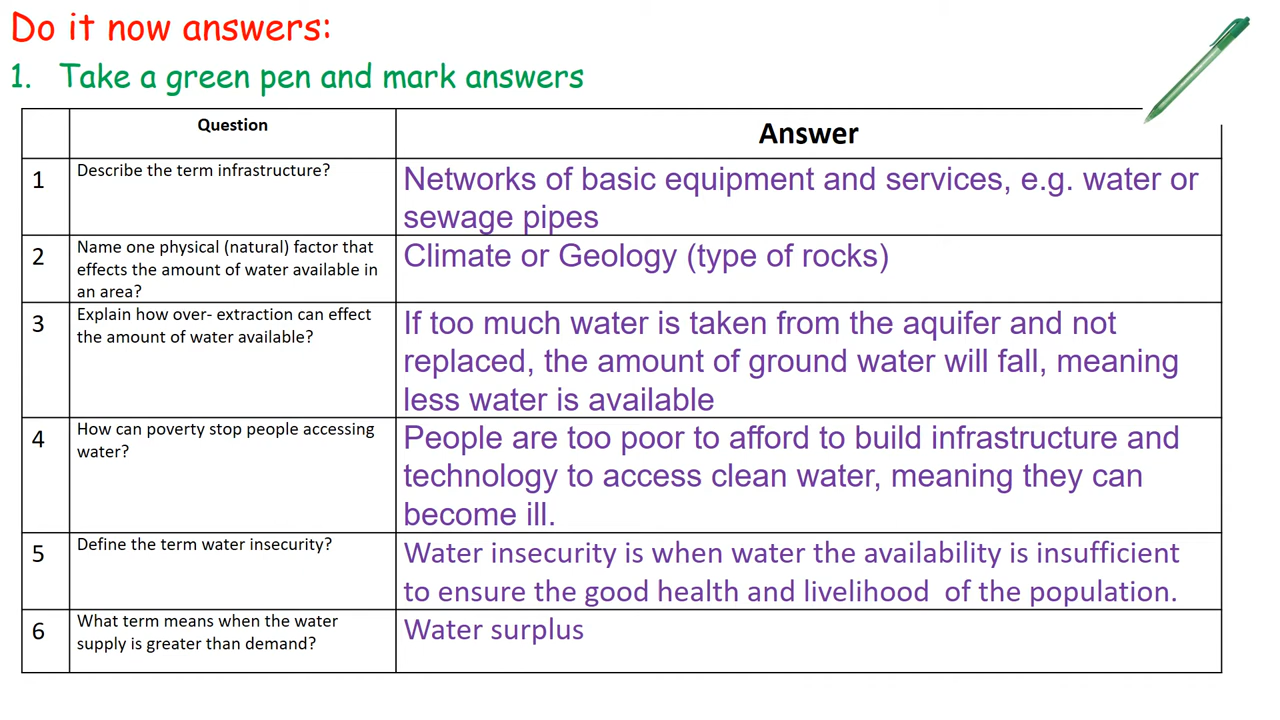 Do it now answers:
1. Take a green pen and mark answers
Question
Answer
1
Describe the term infrastructure?
Networks of basic equipment and services, e.g. water or
sewage pipes
2
Name one physical (natural) factor that
effects the amount of water available in
an area?
Climate or Geology (type of rocks)
3
Explain how over- extraction can effect
the amount of water available?
If too much water is taken from the aquifer and not
replaced, the amount of ground water will fall, meaning
less water is available
4
How can poverty stop people accessing
water?
People are too poor to afford to build infrastructure and
technology to access clean water, meaning they can
become ill.
5
Define the term water insecurity?
Water insecurity is when water the availability is insufficient
to ensure the good health and livelihood  of the population.
6
What term means when the water
supply is greater than demand?
Water surplus